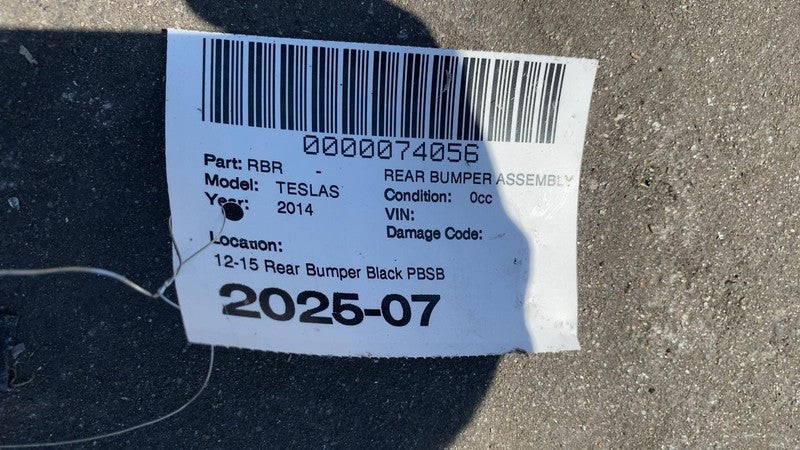 0000074056
Part: RBR - REAR BUMPER ASSEMBLY
Model: TESLAS Condition: 0cc
Year: 2014 VIN:
Damage Code:
Location:
12-15 Rear Bumper Black PBSB
2025-07